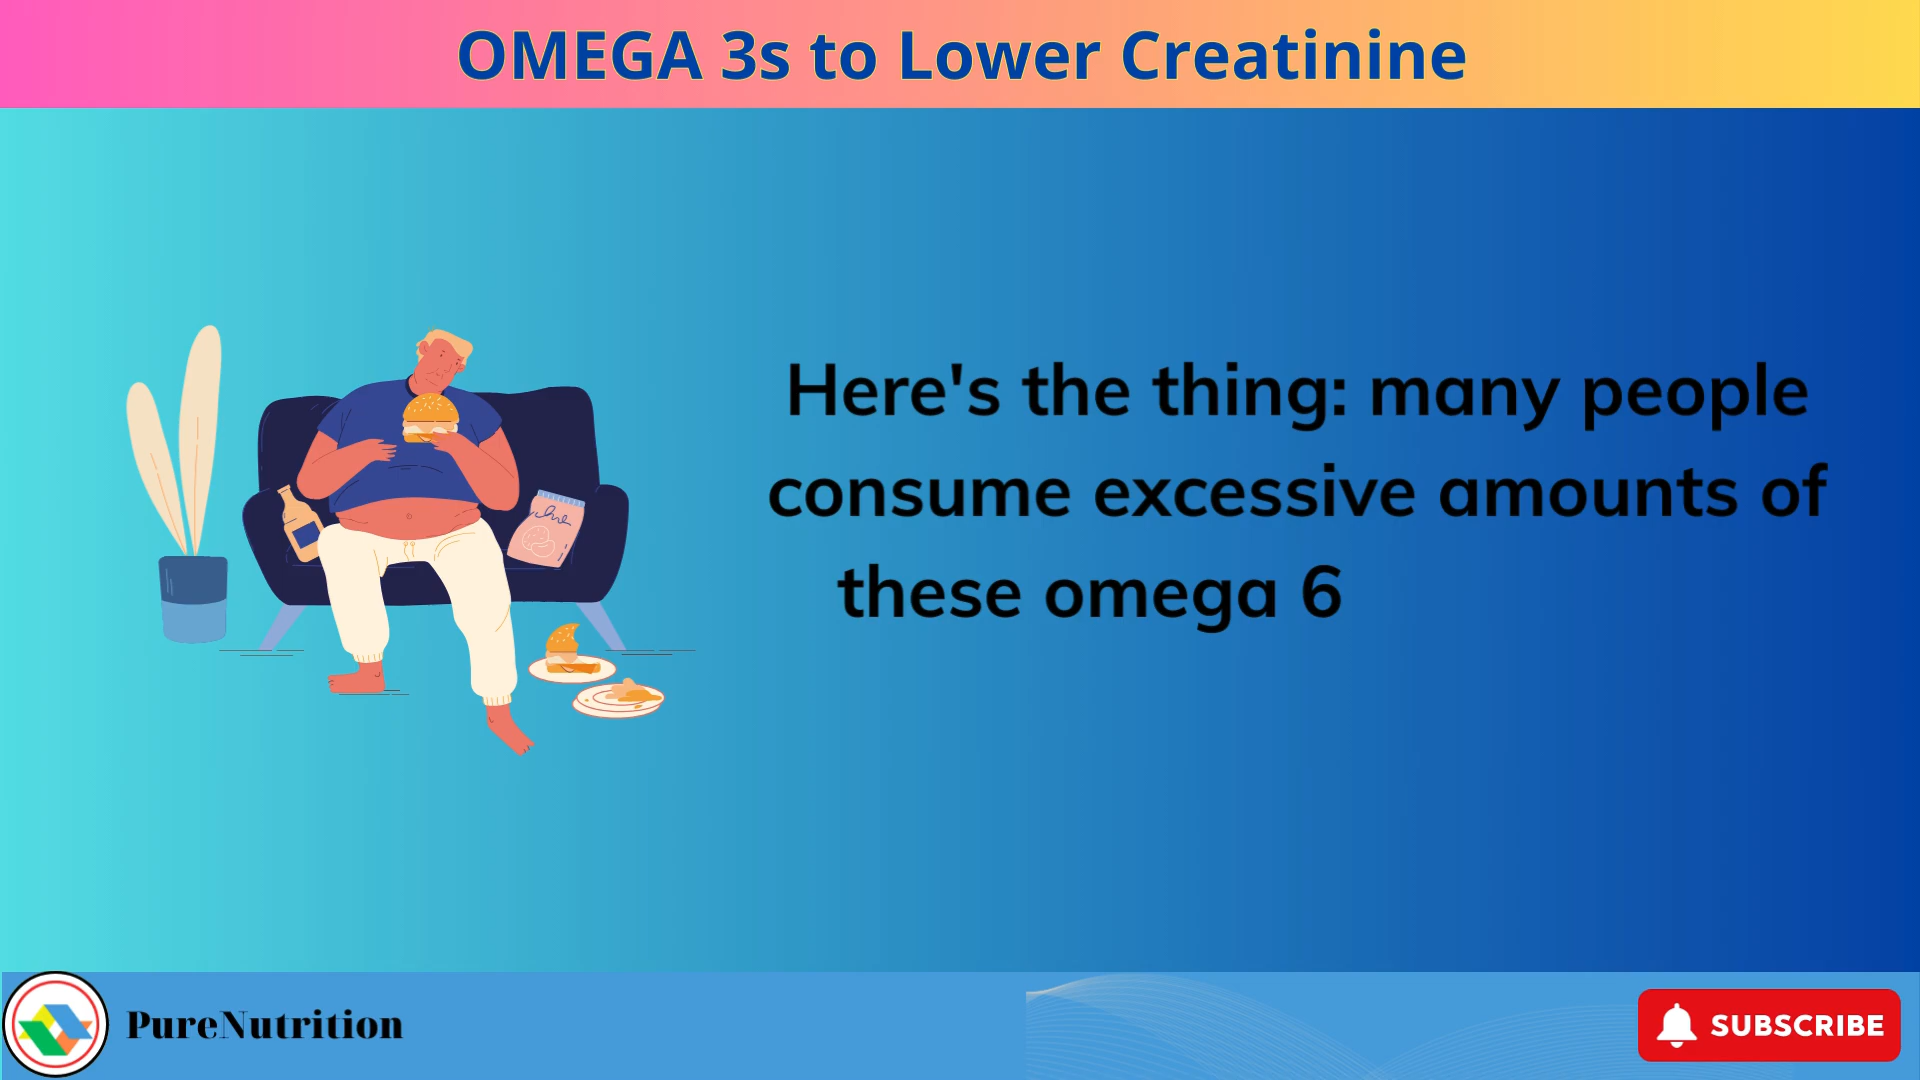 OMEGA 3s to Lower Creatinine
Here's the thing: many people
consume excessive amounts of
these omega 6
PureNutrition
SUBSCRIBE